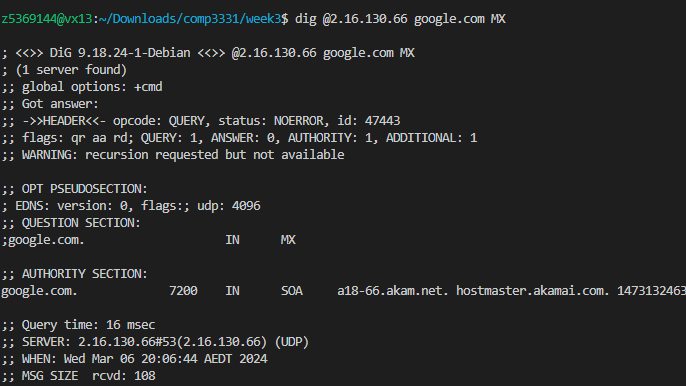 z5369144@vx13:~/Downloads/comp3331/week3$ dig @2.16.130.66 google.com MX
; <<>> DiG 9.18.24-1-Debian <<>> @2.16.130.66 google.com MX
; (1 server found)
;; global options: +cmd
;; Got answer:
;; ->>HEADER<<- opcode: QUERY, status: NOERROR, id: 47443
;; flags: qr aa rd; QUERY: 1, ANSWER: 0, AUTHORITY: 1, ADDITIONAL: 1
;; WARNING: recursion requested but not available
;; OPT PSEUDOSECTION:
; EDNS: version: 0, flags:; udp: 4096
;; QUESTION SECTION:
;google.com. IN MX
;; AUTHORITY SECTION:
google.com. 7200 IN SOA a18-66.akam.net. hostmaster.akamai.com. 1473132463
;; Query time: 16 msec
;; SERVER: 2.16.130.66#53(2.16.130.66) (UDP)
;; WHEN: Wed Mar 06 20:06:44 AEDT 2024
;; MSG SIZE rcvd: 108